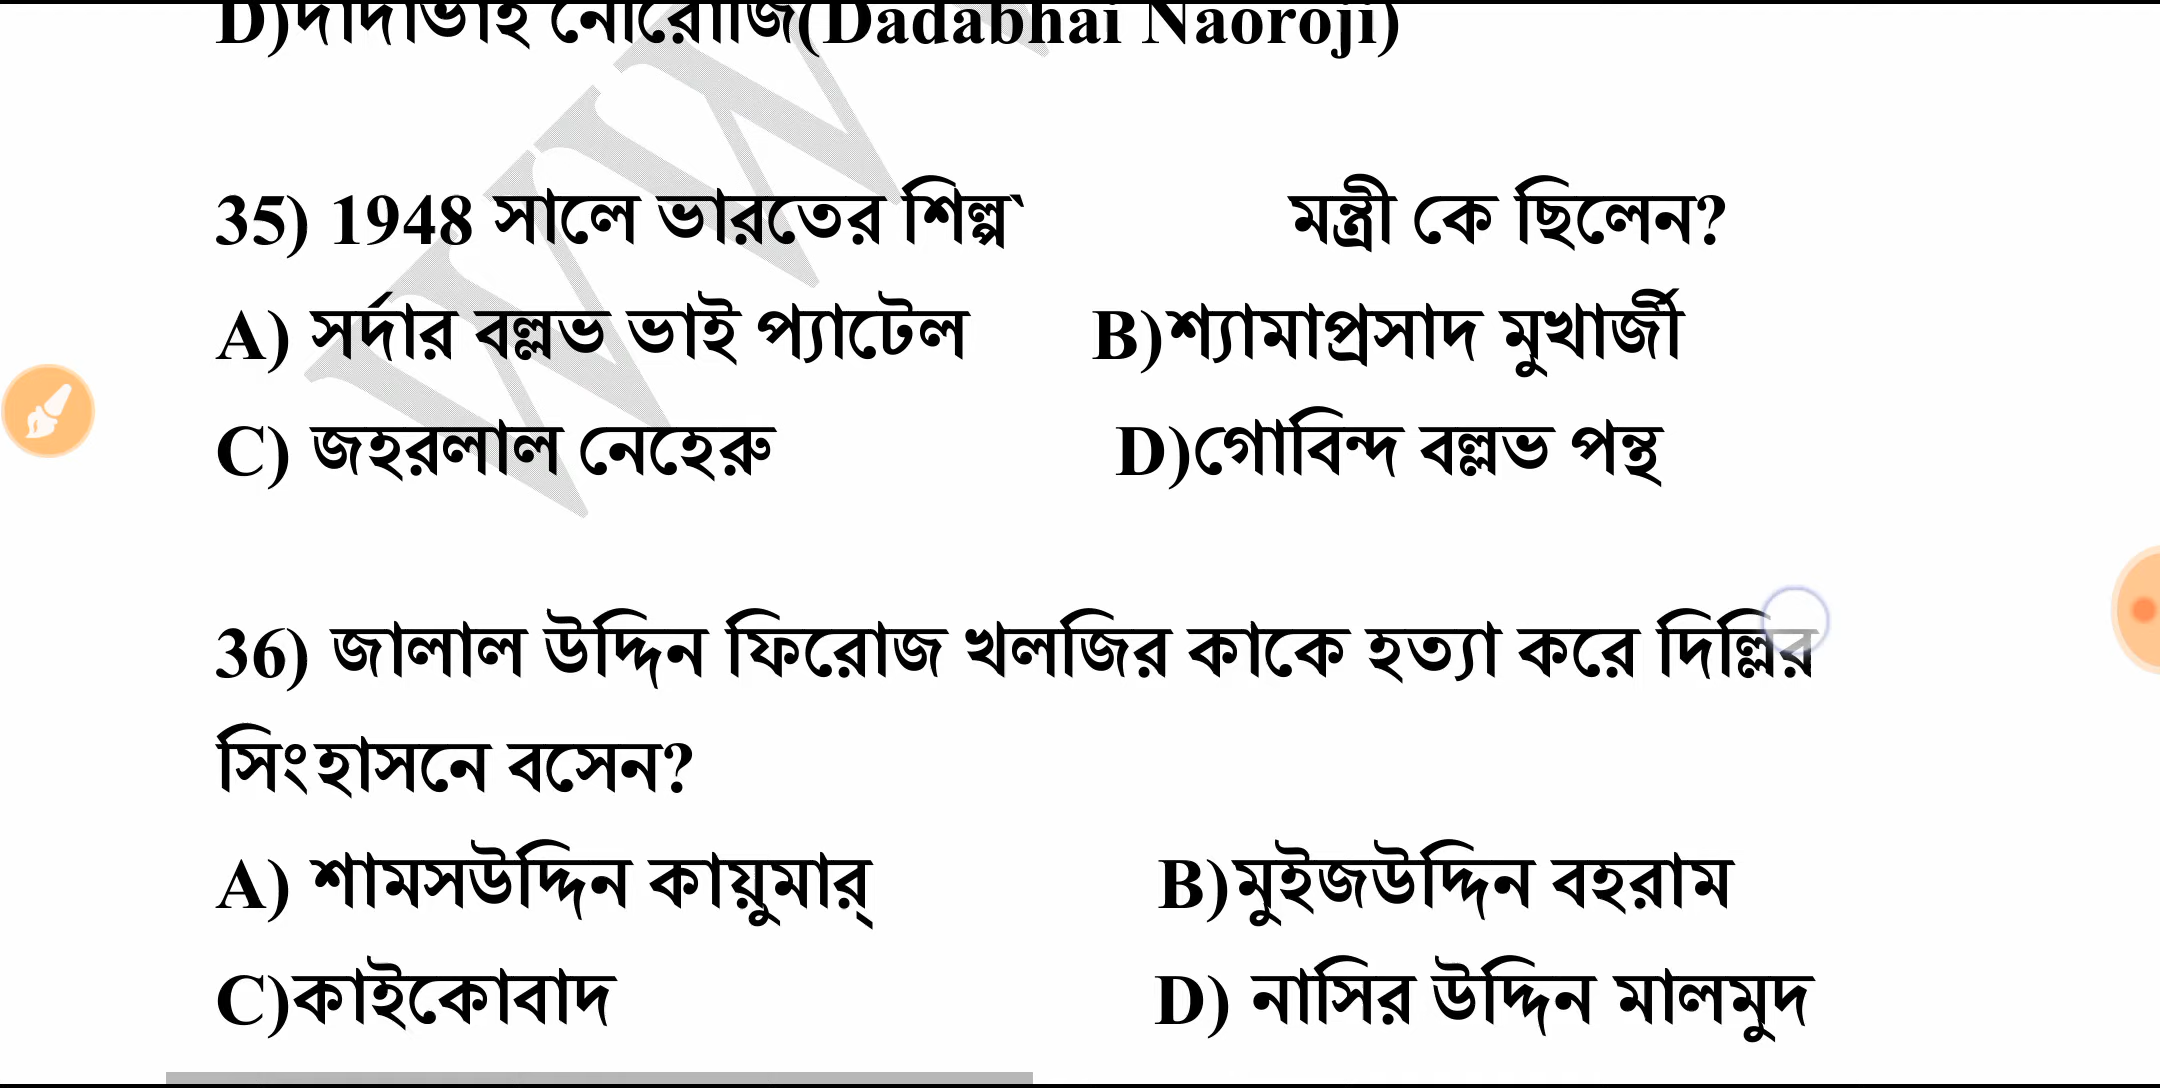 D)দাদাভাই নৌরোজি(Dadabhai Naoroji)
35) 1948 সালে ভারতের শিল্প` মন্ত্রী কে ছিলেন?
A) সর্দার বল্লভ ভাই প্যাটেল B)শ্যামাপ্রসাদ মুখার্জী
C) জহরলাল নেহেরু D)গোবিন্দ বল্লভ পন্থ
36) জালাল উদ্দিন ফিরোজ খলজির কাকে হত্যা করে দিল্লির
সিংহাসনে বসেন?
A) শামসউদ্দিন কায়ুমার্ B)মুইজউদ্দিন বহরাম
C)কাইকোবাদ D) নাসির উদ্দিন মালমুদ